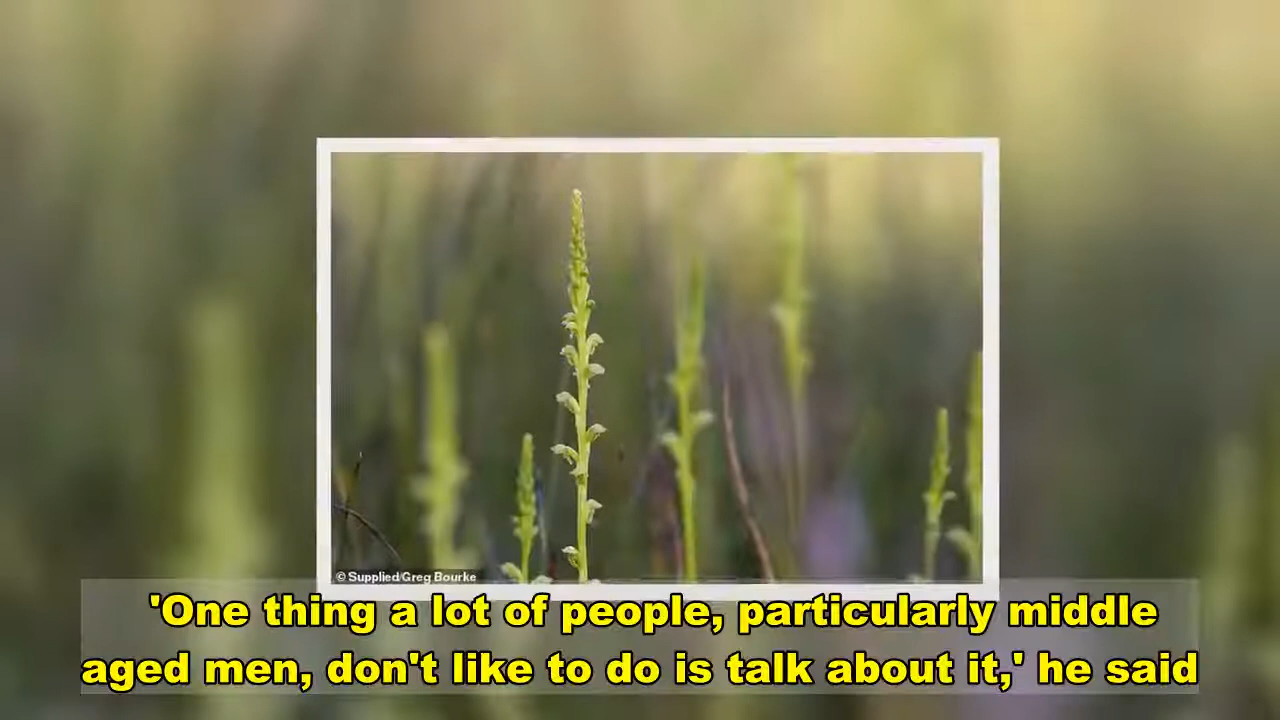 © Supplied/Greg Bourke
'One thing a lot of people, particularly middle
aged men, don't like to do is talk about it,' he said